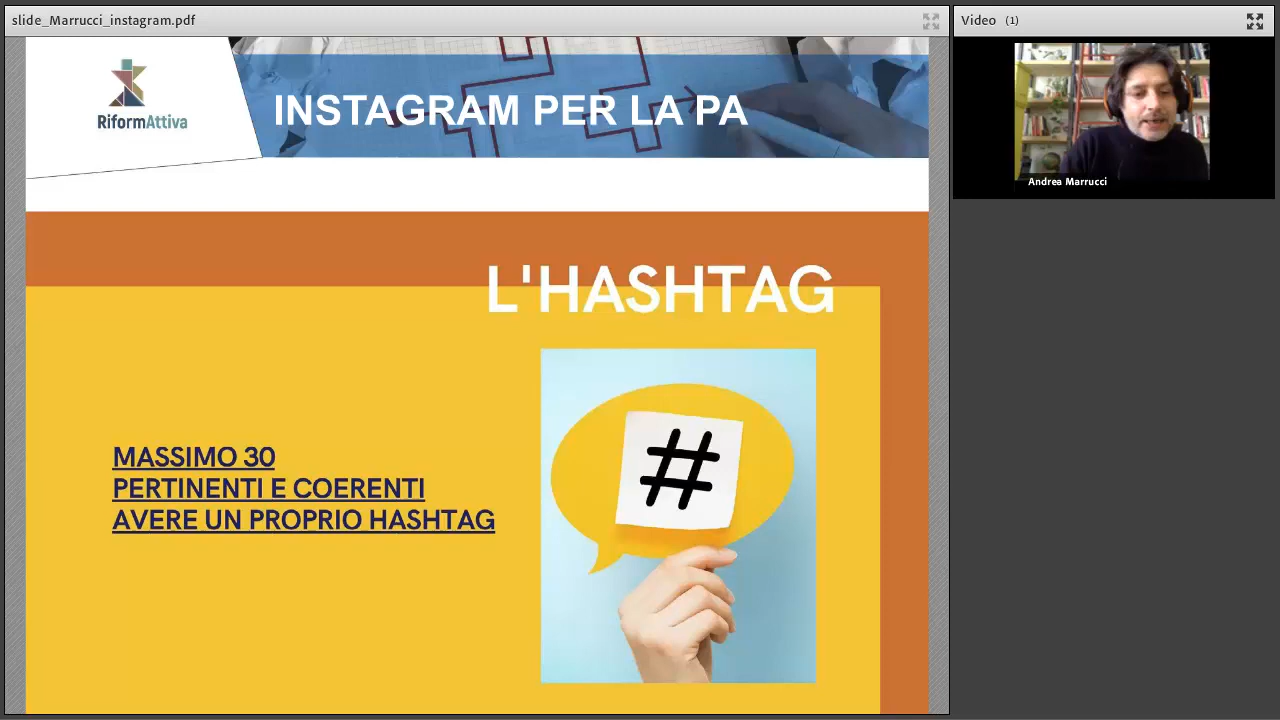 slide_Marrucci_instagram.pdf
Video (1)
RiformAttiva
INSTAGRAM PER LA PA
Andrea Marrucci
L'HASHTAG
#
MASSIMO 30
PERTINENTI E COERENTI
AVERE UN PROPRIO HASHTAG